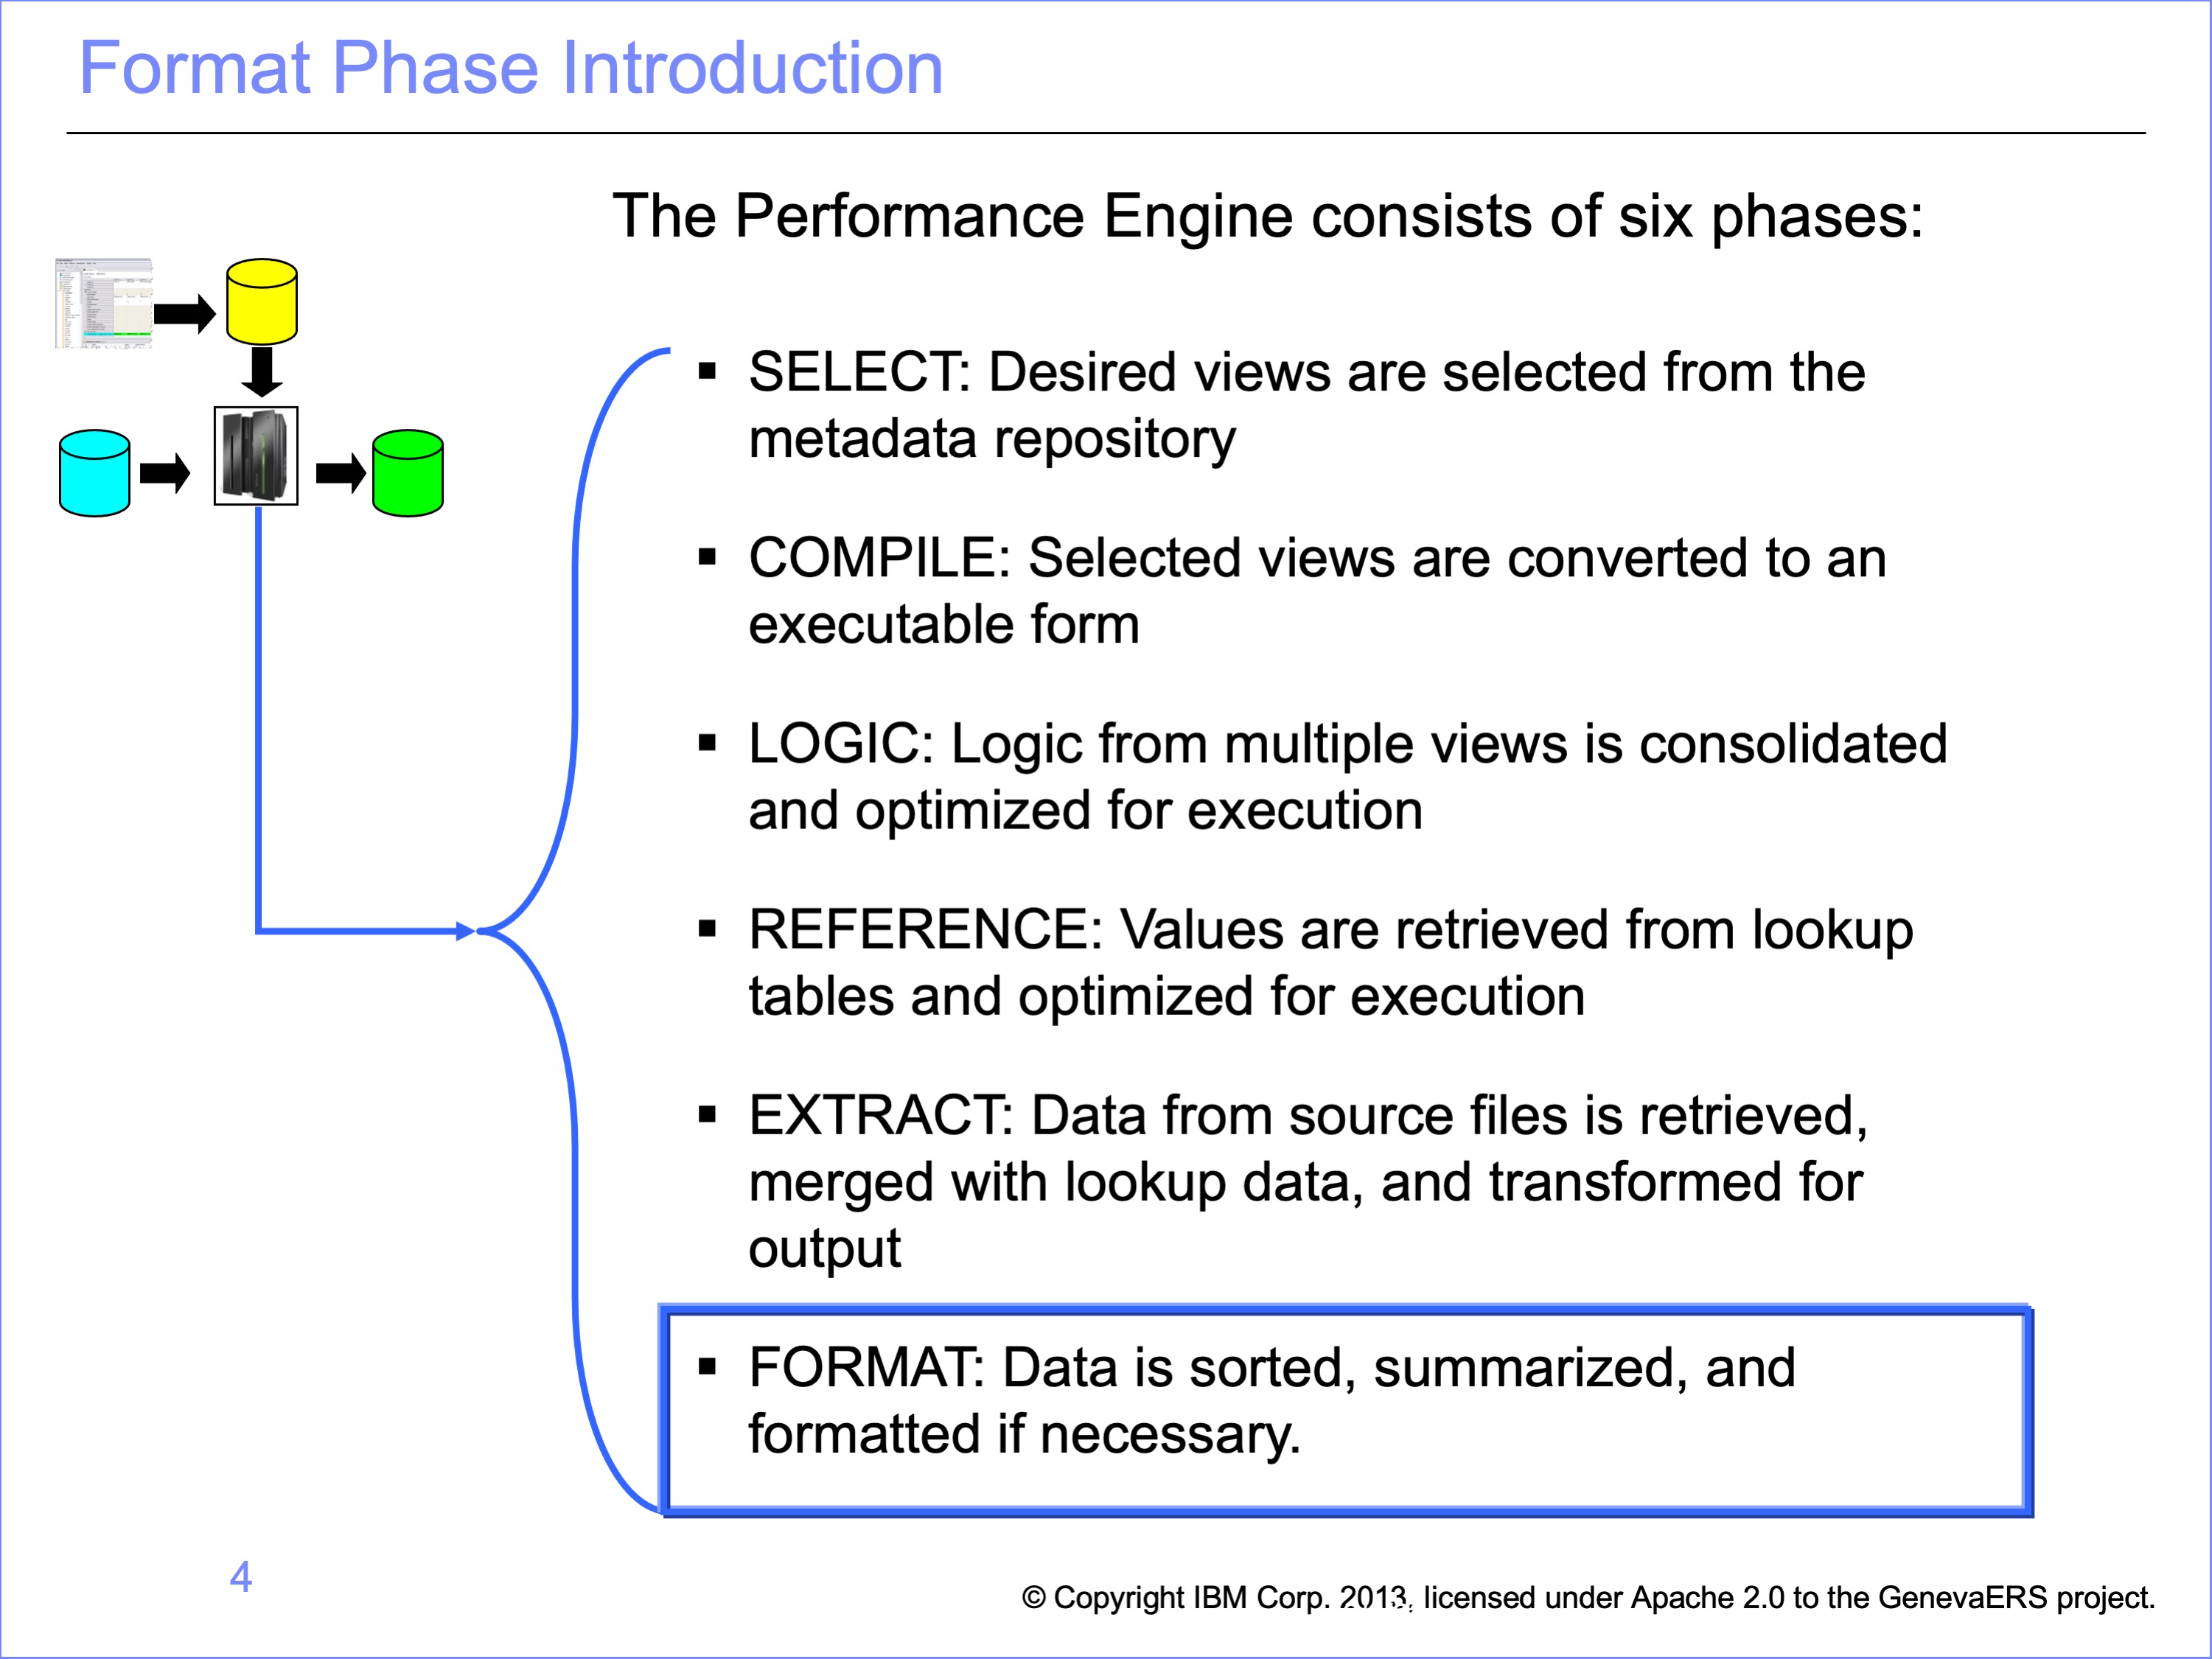 Format Phase Introduction
The Performance Engine consists of six phases:
▪ SELECT: Desired views are selected from the
metadata repository
▪ COMPILE: Selected views are converted to an
executable form
▪ LOGIC: Logic from multiple views is consolidated
and optimized for execution
▪ REFERENCE: Values are retrieved from lookup
tables and optimized for execution
▪ EXTRACT: Data from source files is retrieved,
merged with lookup data, and transformed for
output
▪ FORMAT: Data is sorted, summarized, and
formatted if necessary.
4
© Copyright IBM Corp. 2013, licensed under Apache 2.0 to the GenevaERS project.